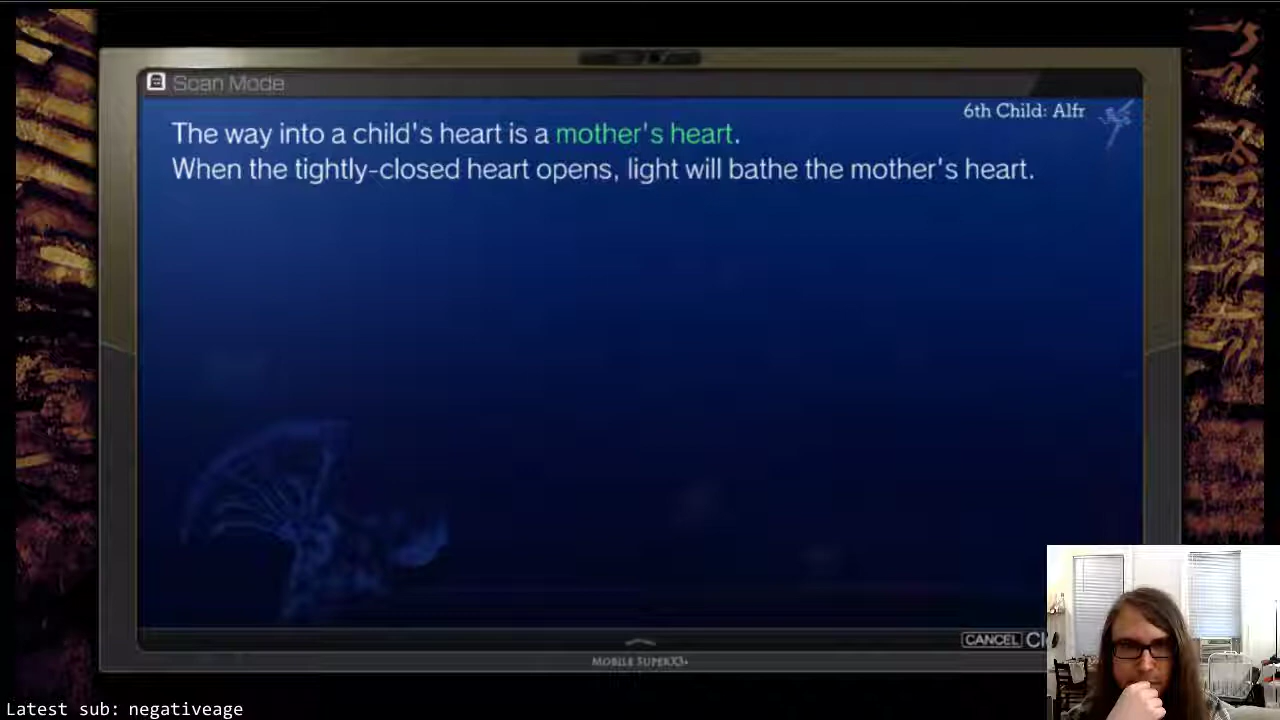 Scan Mode
6th Child: Alfr
The way into a child's heart is a mother's heart.
When the tightly-closed heart opens, light will bathe the mother's heart.
CANCEL Cl
MOBILE SUPERX3+
Latest sub: negativeage